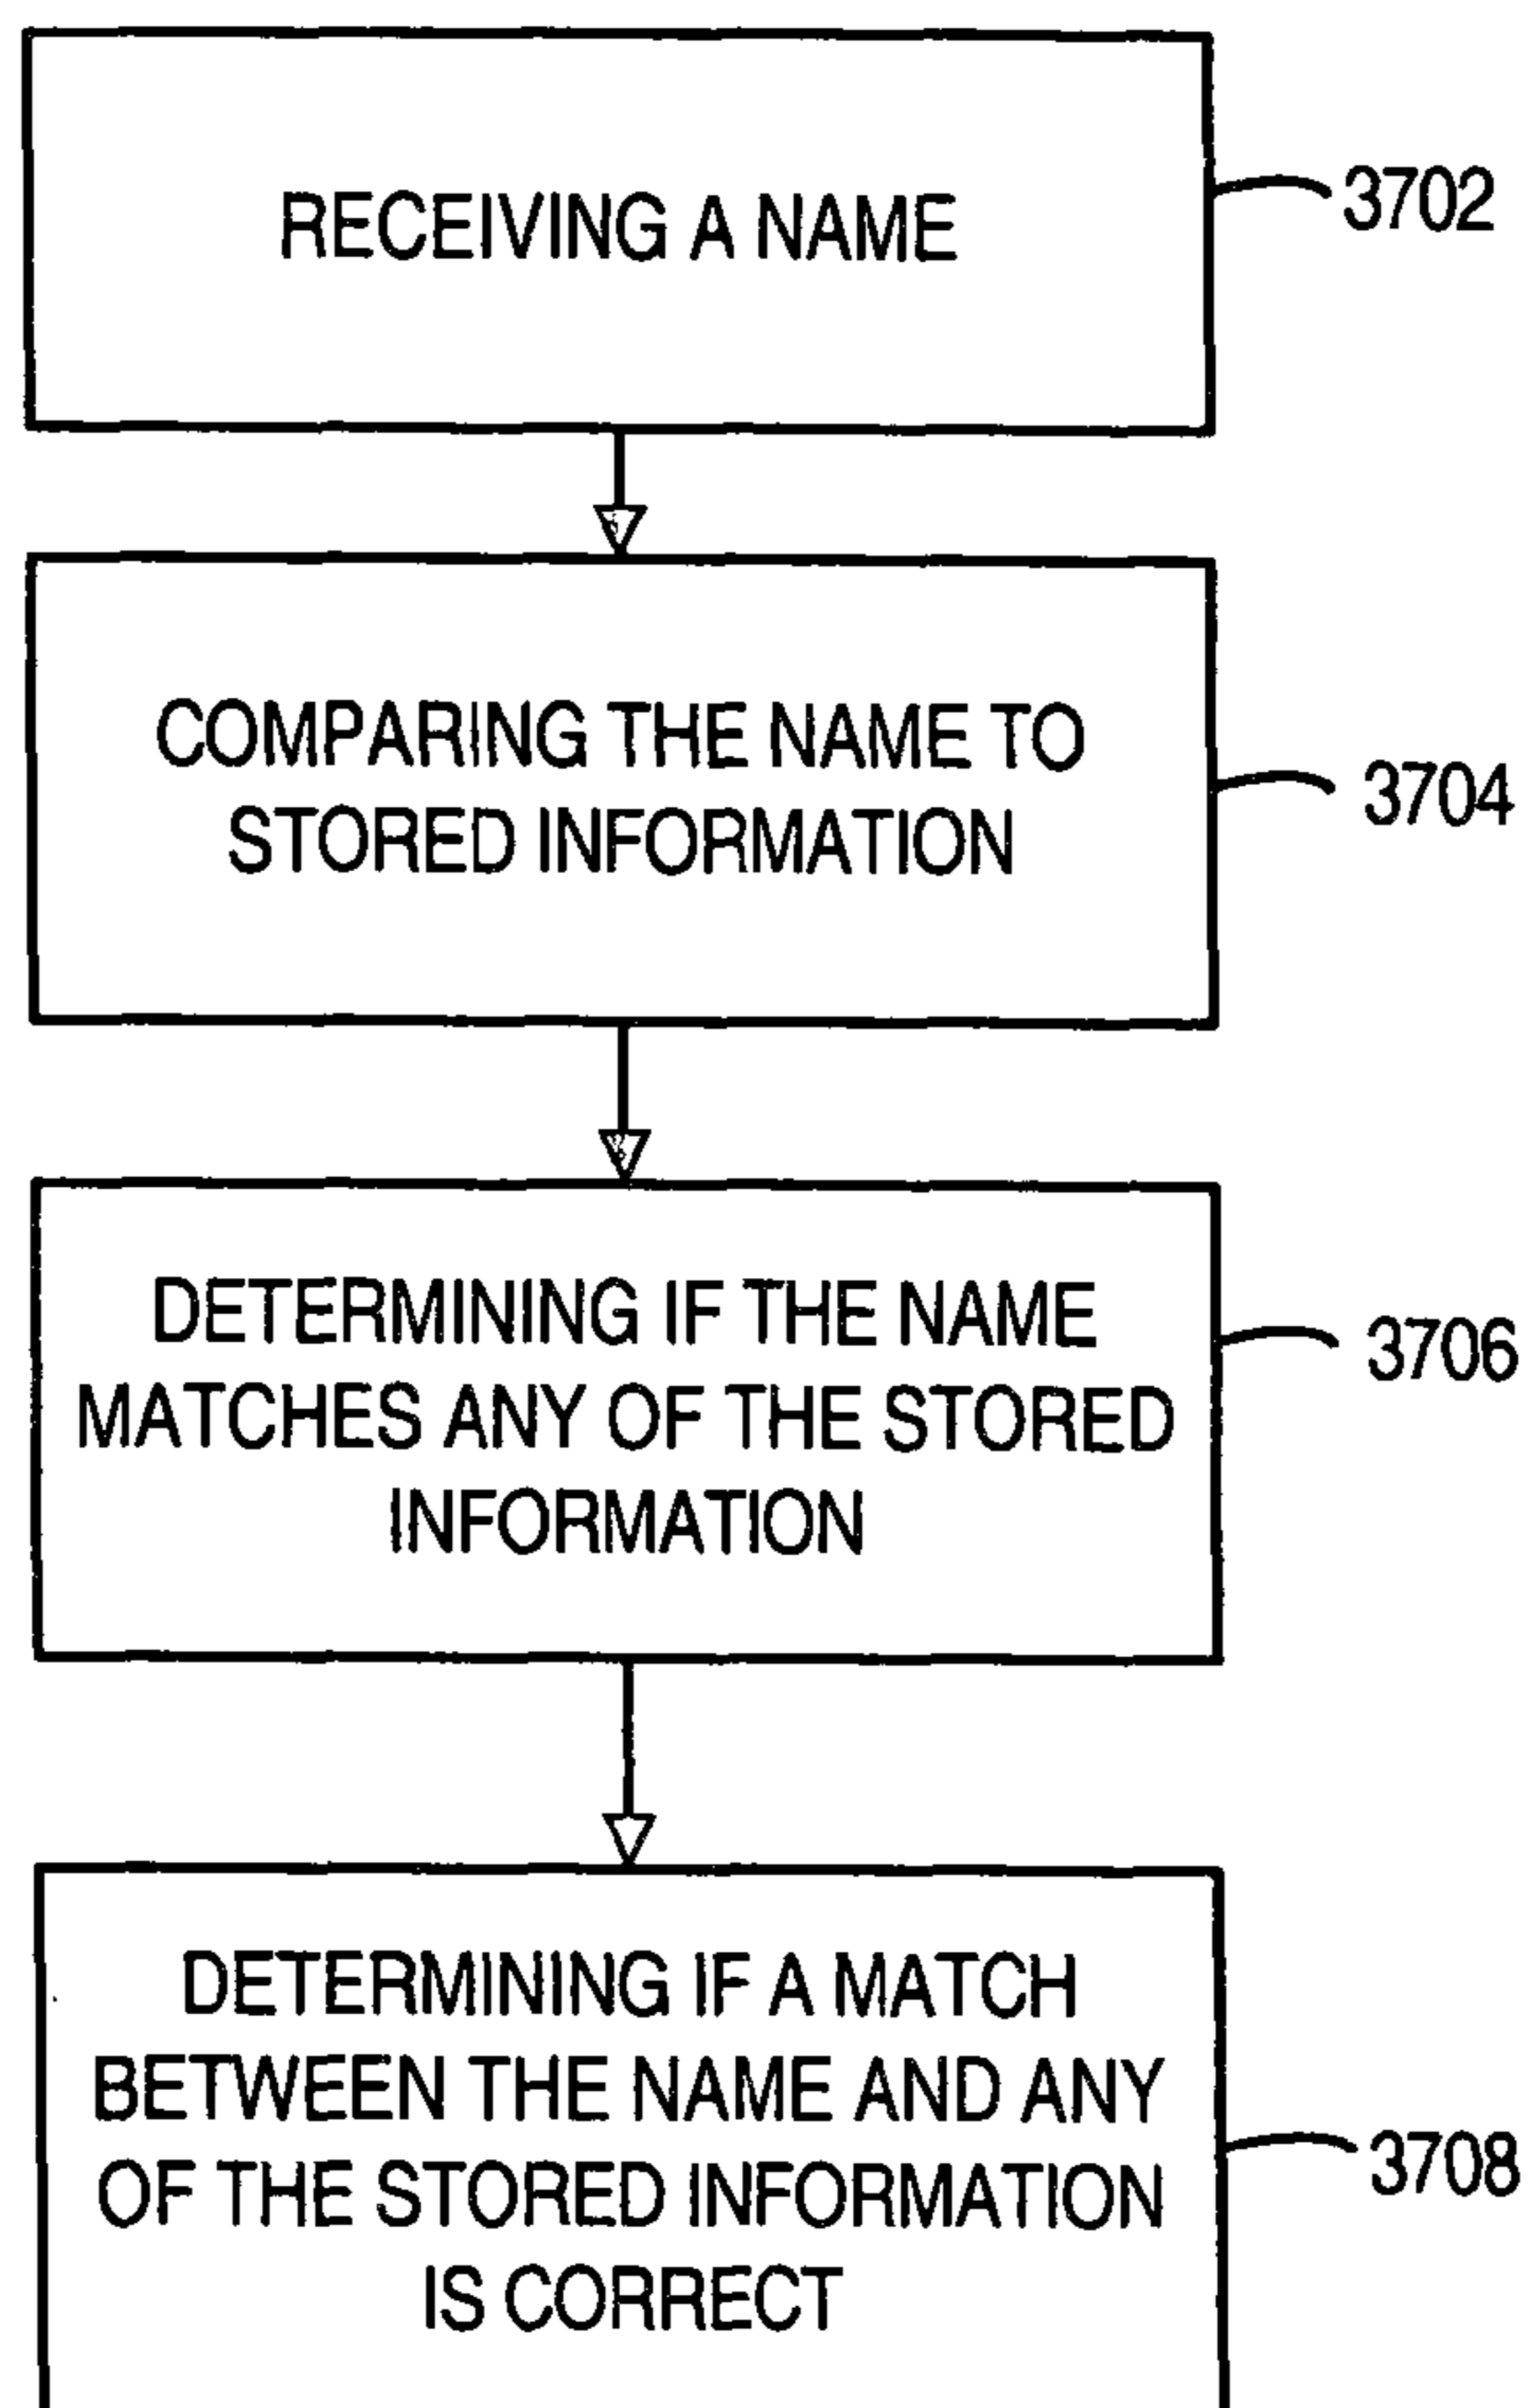 RECEIVING A NAME
3702
COMPARING THE NAME TO
STORED INFORMATION
3704
DETERMINING IF THE NAME
MATCHES ANY OF THE STORED
INFORMATION
3706
DETERMINING IF A MATCH
BETWEEN THE NAME AND ANY
OF THE STORED INFORMATION
IS CORRECT
3708